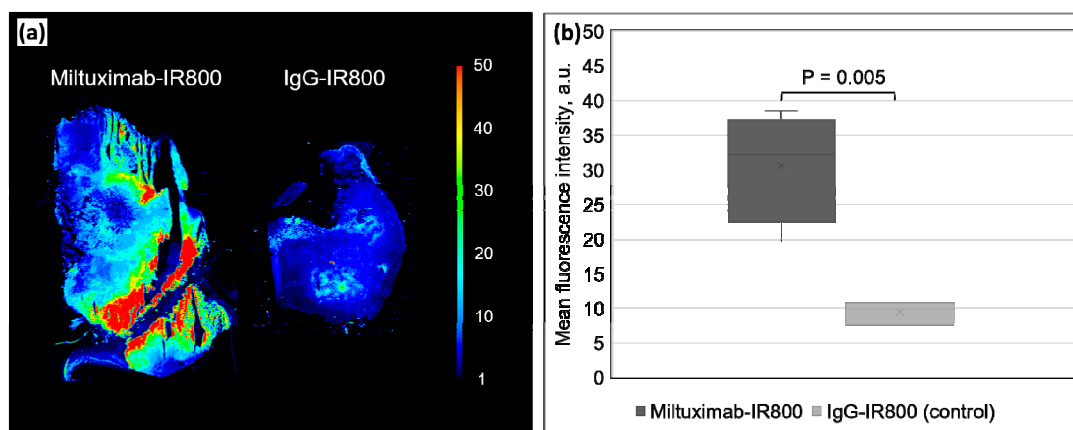 (a)
Miltuximab-IR800
IgG-IR800
50
40
30
20
10
1
(b)
Mean fluorescence intensity, a.u.
50
45
40
35
30
25
20
15
10
5
0
P = 0.005
Miltuximab-IR800
IgG-IR800 (control)